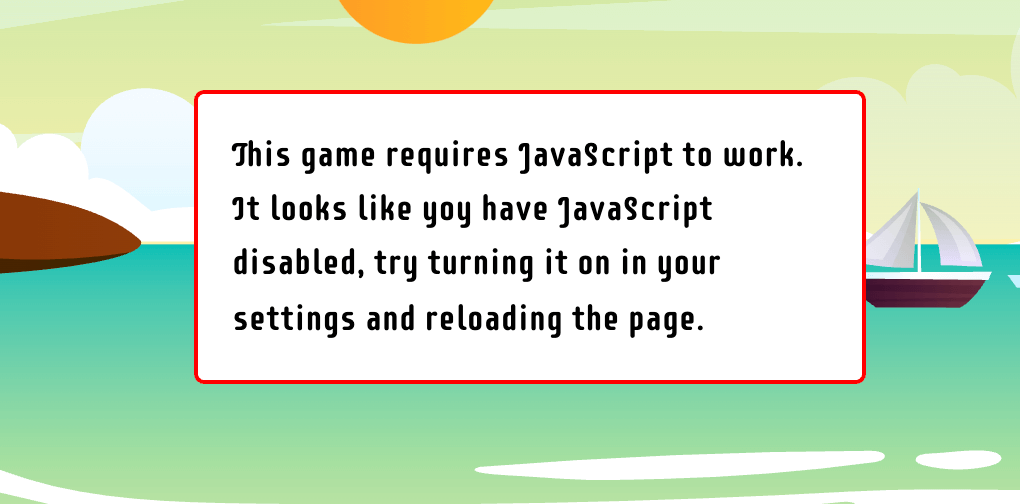 This game requires JavaScript to work.
It looks like yoy have JavaScript
disabled, try turning it on in your
settings and reloading the page.